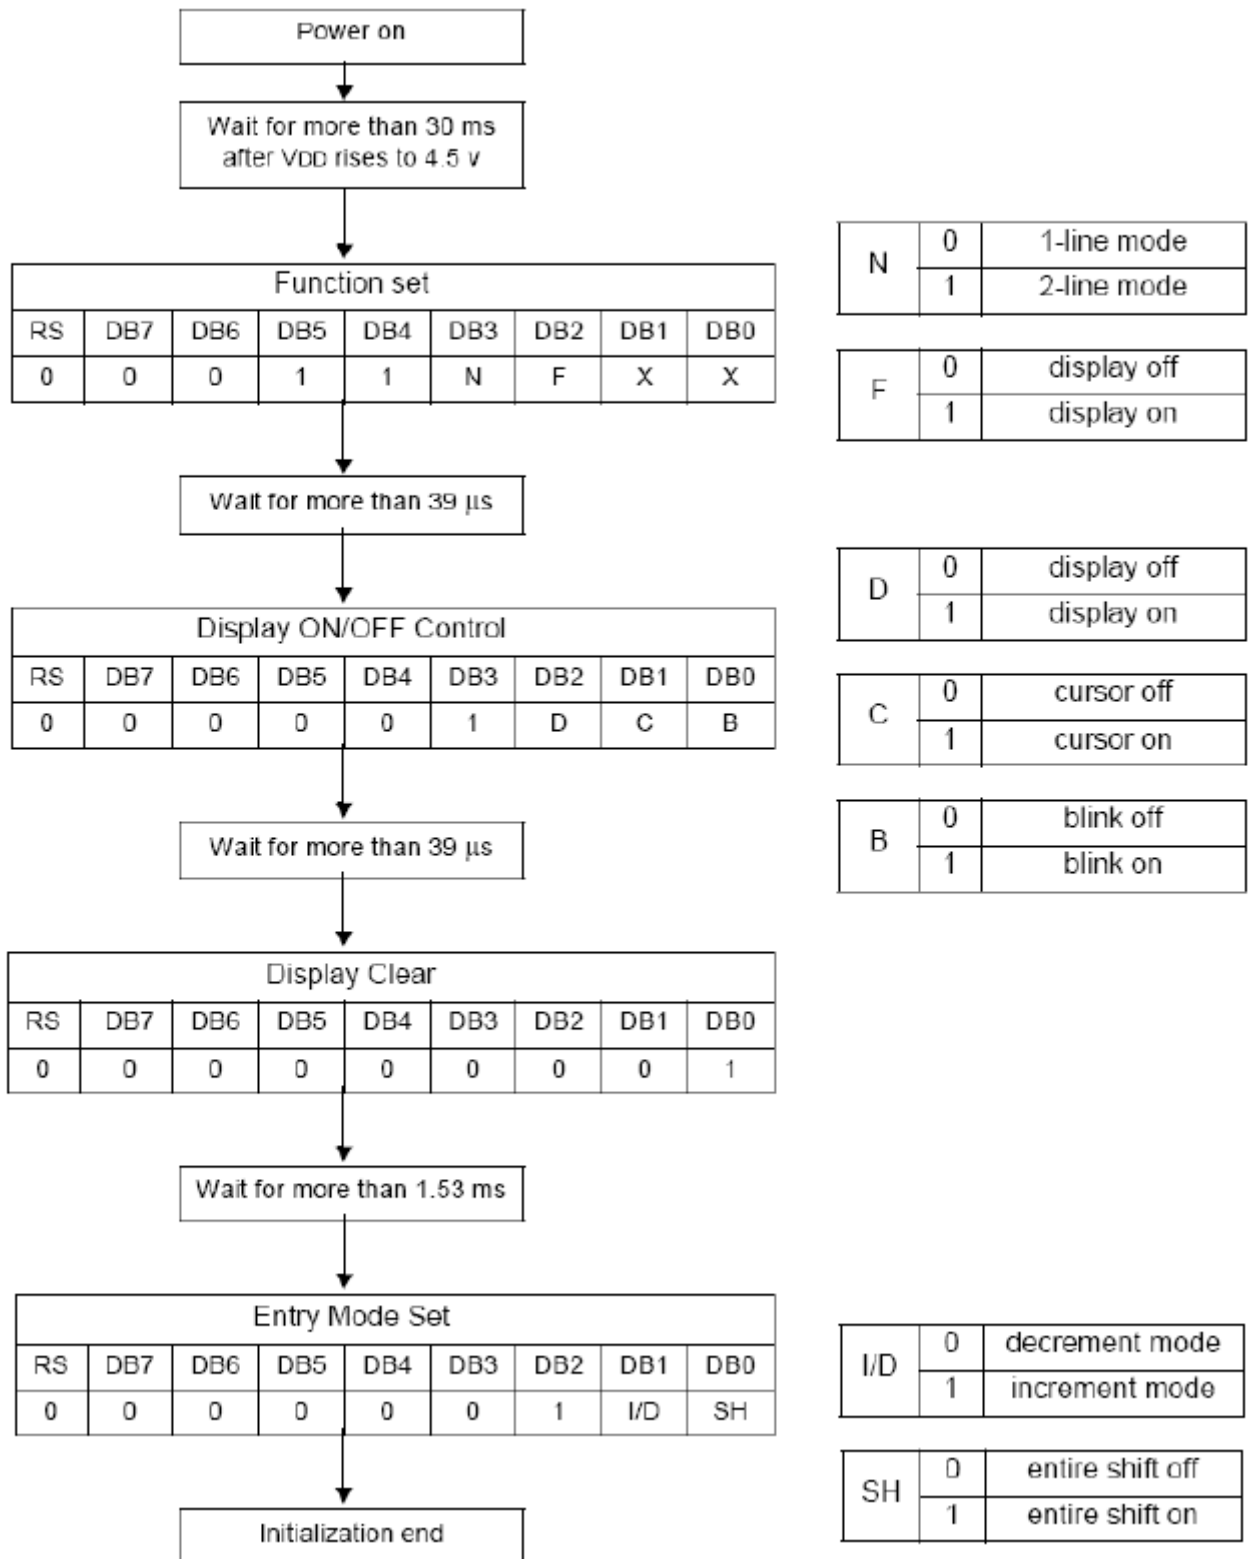 Power on
Wait for more than 30 ms
after VDD rises to 4.5 v
Function set
RS DB7 DB6 DB5 DB4 DB3 DB2 DB1 DB0
0 0 0 1 1 N F X X
N 0 1-line mode
1 2-line mode
F 0 display off
1 display on
Wait for more than 39 μs
Display ON/OFF Control
RS DB7 DB6 DB5 DB4 DB3 DB2 DB1 DB0
0 0 0 0 0 1 D C B
D 0 display off
1 display on
C 0 cursor off
1 cursor on
B 0 blink off
1 blink on
Wait for more than 39 μs
Display Clear
RS DB7 DB6 DB5 DB4 DB3 DB2 DB1 DB0
0 0 0 0 0 0 0 0 1
Wait for more than 1.53 ms
Entry Mode Set
RS DB7 DB6 DB5 DB4 DB3 DB2 DB1 DB0
0 0 0 0 0 0 1 I/D SH
I/D 0 decrement mode
1 increment mode
SH 0 entire shift off
1 entire shift on
Initialization end